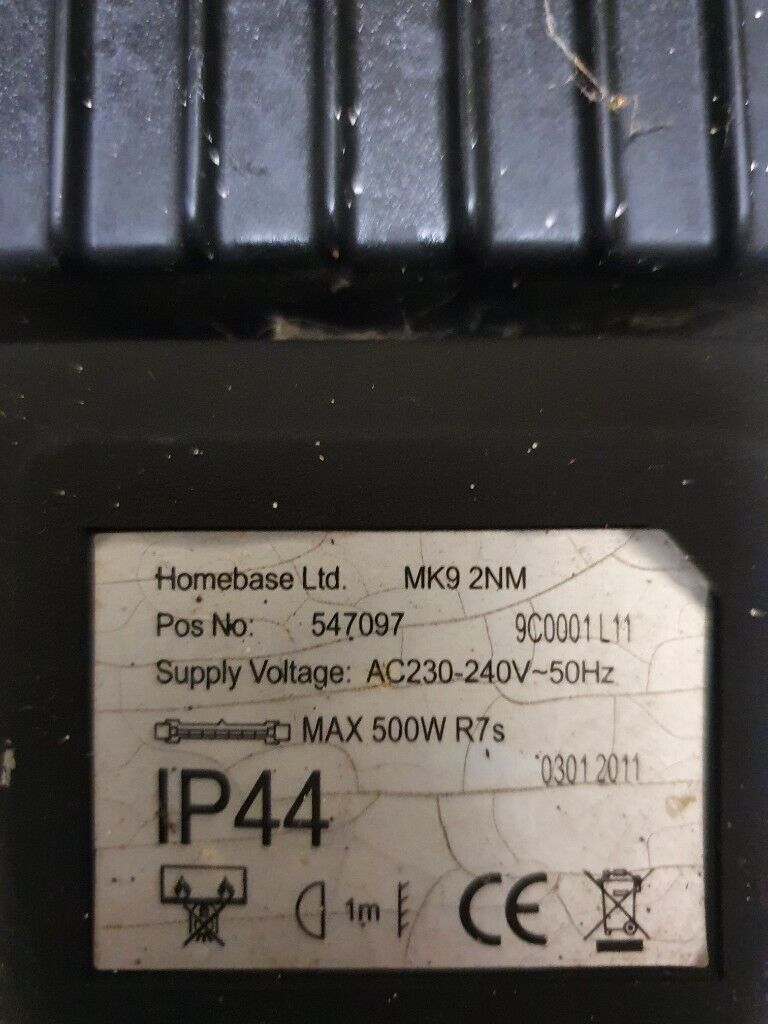 Homebase Ltd. MK9 2NM
Pos No: 547097 9C0001 L11
Supply Voltage: AC230-240V~50Hz
MAX 500W R7s
0301 2011
IP44
1m CE